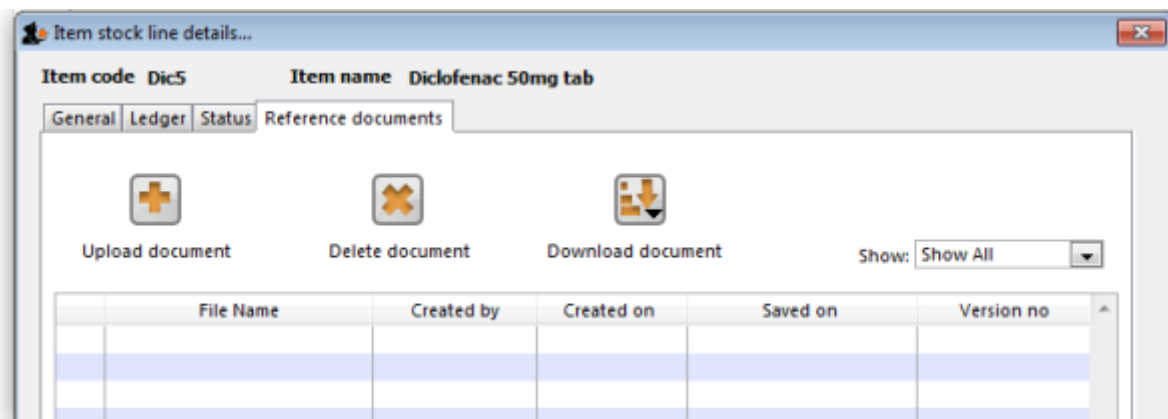 Item stock line details...
Item code Dic5 Item name Diclofenac 50mg tab
General Ledger Status Reference documents
Upload document Delete document Download document Show: Show All
File Name Created by Created on Saved on Version no